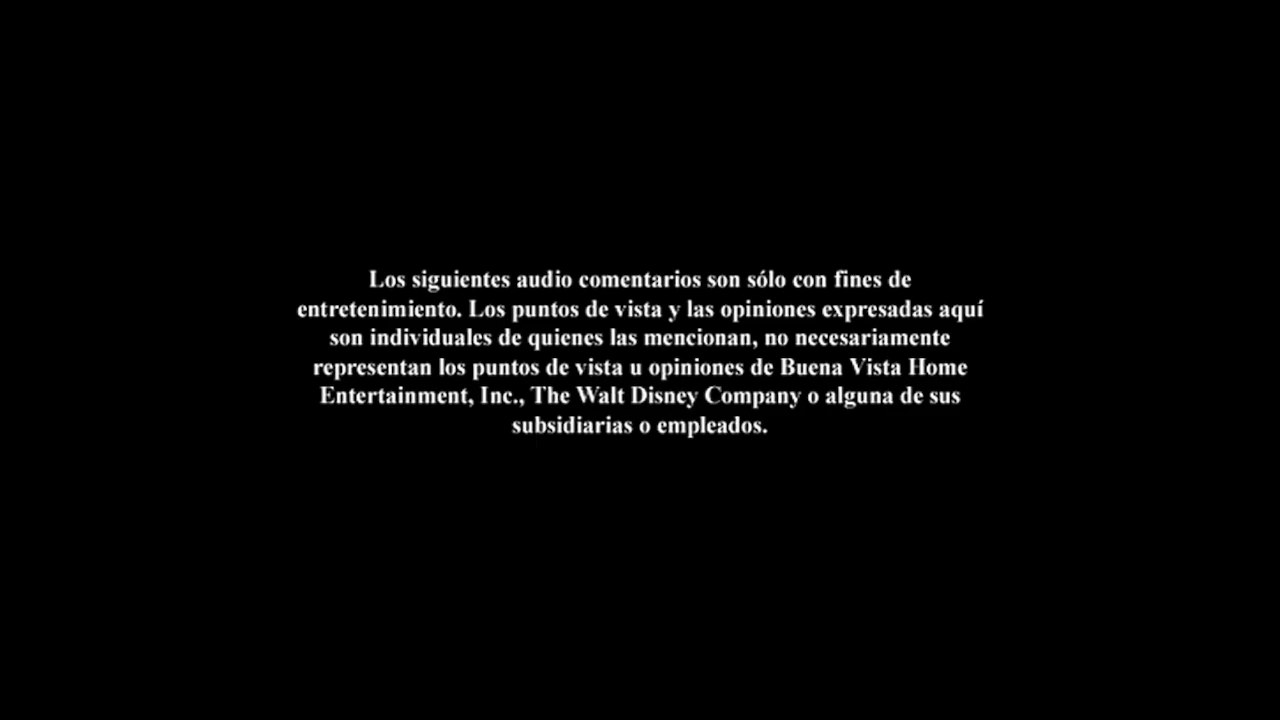 Los siguientes audio comentarios son sólo con fines de
entretenimiento. Los puntos de vista y las opiniones expresadas aquí
son individuales de quienes las mencionan, no necesariamente
representan los puntos de vista u opiniones de Buena Vista Home
Entertainment, Inc., The Walt Disney Company o alguna de sus
subsidiarias o empleados.